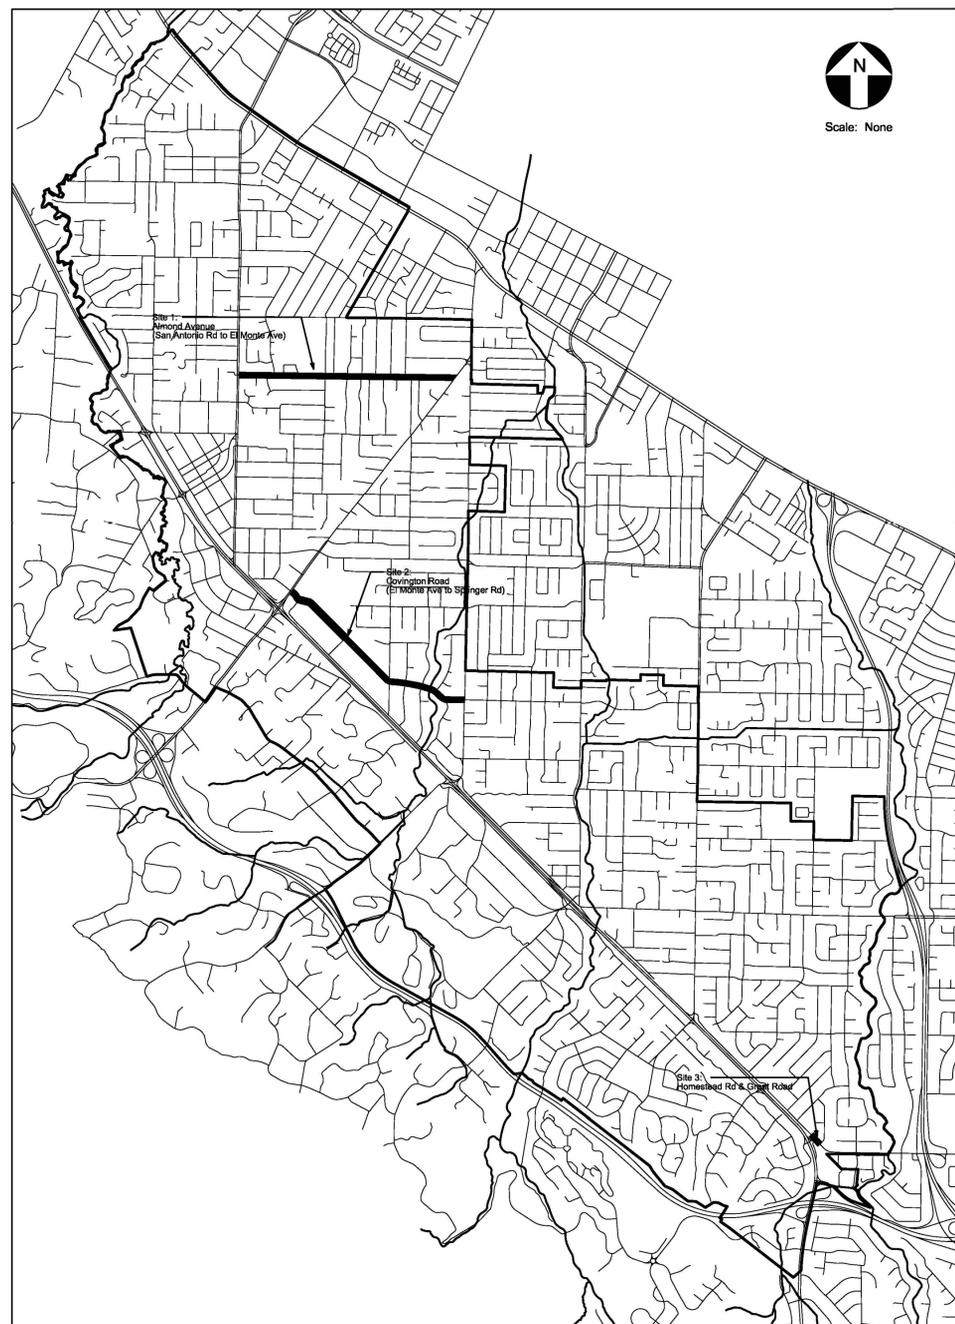 N
Scale: None
Site 1:
Almond Avenue
(San Antonio Rd to El Monte Ave)
Site 2:
Covington Road
(El Monte Ave to Springer Rd)
Site 3:
Homestead Rd & Grant Road